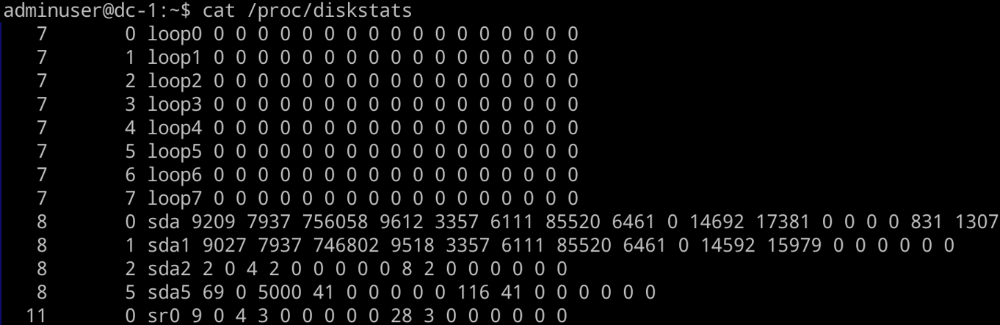 adminuser@dc-1:~$ cat /proc/diskstats
7 0 loop0 0 0 0 0 0 0 0 0 0 0 0 0 0 0 0 0 0
7 1 loop1 0 0 0 0 0 0 0 0 0 0 0 0 0 0 0 0 0
7 2 loop2 0 0 0 0 0 0 0 0 0 0 0 0 0 0 0 0 0
7 3 loop3 0 0 0 0 0 0 0 0 0 0 0 0 0 0 0 0 0
7 4 loop4 0 0 0 0 0 0 0 0 0 0 0 0 0 0 0 0 0
7 5 loop5 0 0 0 0 0 0 0 0 0 0 0 0 0 0 0 0 0
7 6 loop6 0 0 0 0 0 0 0 0 0 0 0 0 0 0 0 0 0
7 7 loop7 0 0 0 0 0 0 0 0 0 0 0 0 0 0 0 0 0
8 0 sda 9209 7937 756058 9612 3357 6111 85520 6461 0 14692 17381 0 0 0 0 831 1307
8 1 sda1 9027 7937 746802 9518 3357 6111 85520 6461 0 14592 15979 0 0 0 0 0 0
8 2 sda2 2 0 4 2 0 0 0 0 0 8 2 0 0 0 0 0 0
8 5 sda5 69 0 5000 41 0 0 0 0 0 116 41 0 0 0 0 0 0
11 0 sr0 9 0 4 3 0 0 0 0 0 28 3 0 0 0 0 0 0